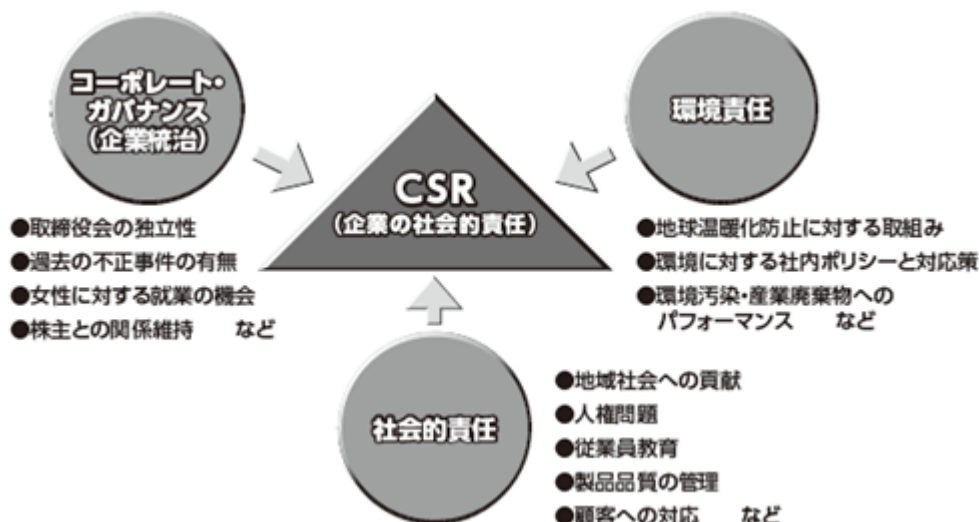 コーポレート・
ガバナンス
(企業統治)
環境責任
CSR
(企業の社会的責任)
●取締役会の独立性
●過去の不正事件の有無
●女性に対する就業の機会
●株主との関係維持 など
●地球温暖化防止に対する取組み
●環境に対する社内ポリシーと対応策
●環境汚染・産業廃棄物への
パフォーマンス など
社会的責任
●地域社会への貢献
●人権問題
●従業員教育
●製品品質の管理
●顧客への対応 など